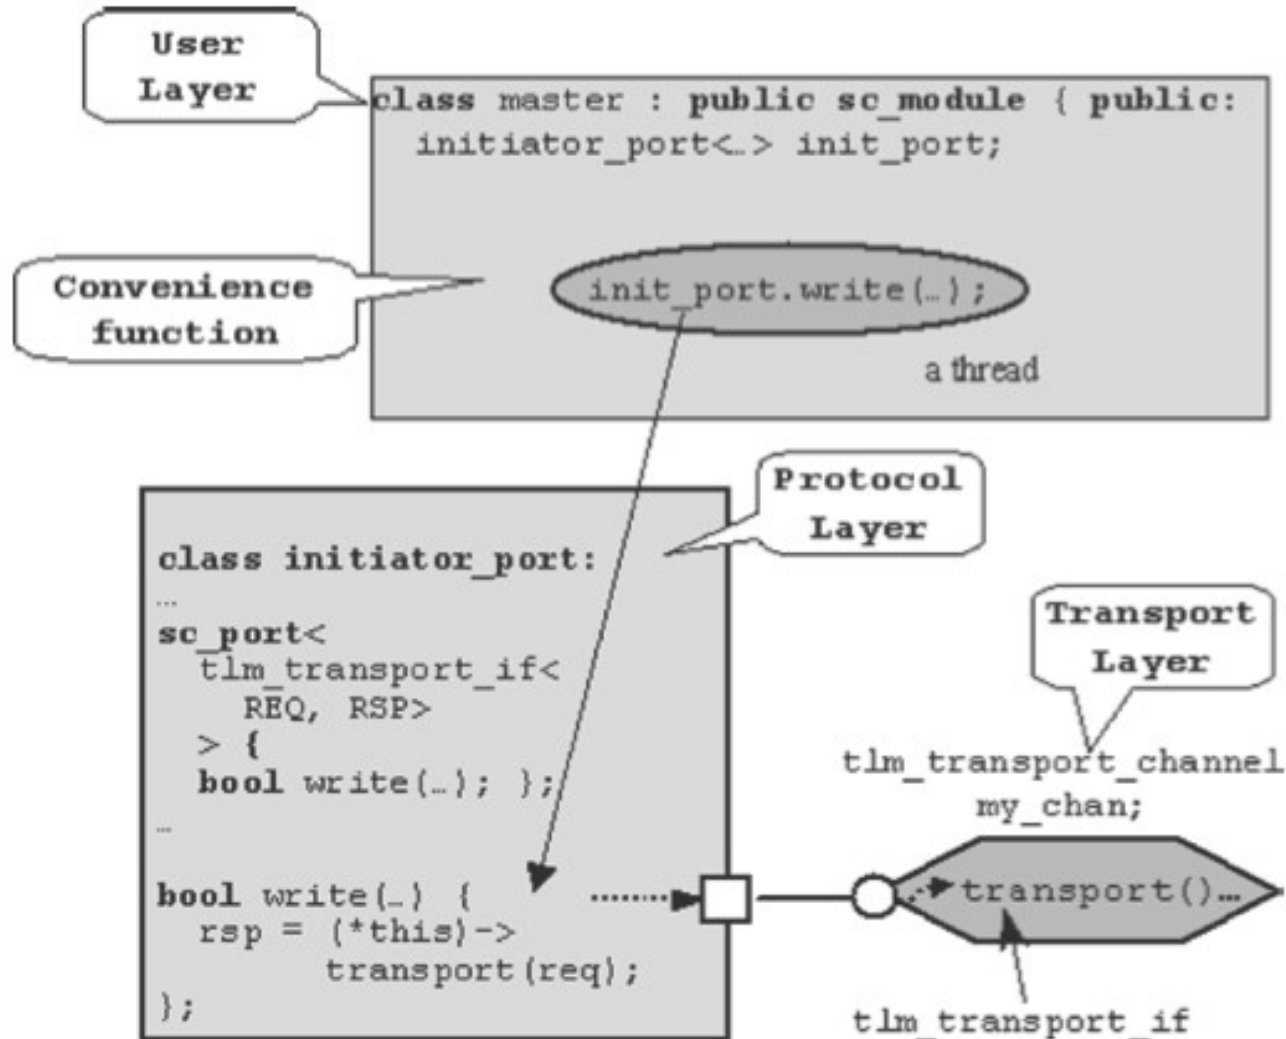 User
Layer
class master : public sc_module { public:
initiator_port<…> init_port;
Convenience
function
init_port.write(…);
a thread
Protocol
Layer
class initiator_port:
…
sc_port<
tlm_transport_if<
REQ, RSP>
> {
bool write(…); };
…
bool write(…) {
rsp = (*this)->
transport(req);
};
Transport
Layer
tlm_transport_channel
my_chan;
transport()…
tlm_transport_if